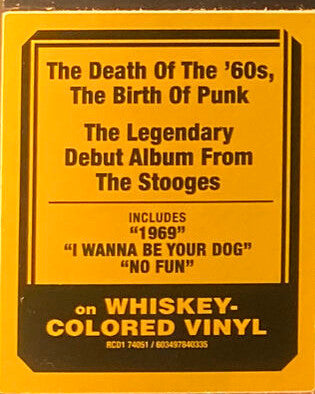 The Death Of The ’60s,
The Birth Of Punk
The Legendary
Debut Album From
The Stooges
INCLUDES
“1969”
“I WANNA BE YOUR DOG”
“NO FUN”
on WHISKEY-
COLORED VINYL
RCD1 74051 / 603497840335